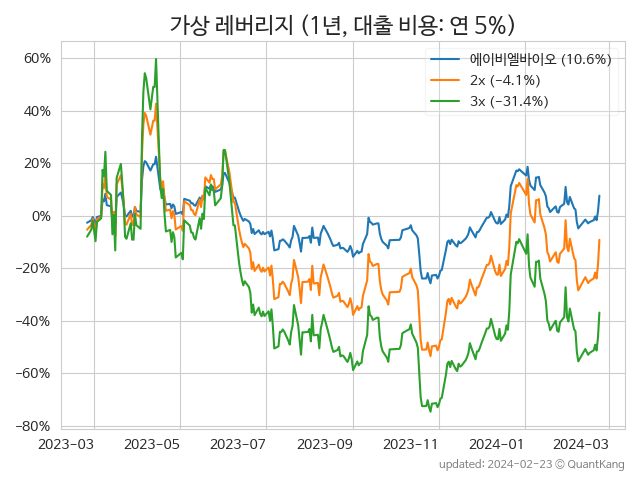 가상 레버리지 (1년, 대출 비용: 연 5%)
에이비엘바이오 (10.6%)
2x (−4.1%)
3x (−31.4%)
60%
40%
20%
0%
−20%
−40%
−60%
−80%
2023-03 2023-05 2023-07 2023-09 2023-11 2024-01 2024-03
updated: 2024-02-23 © QuantKang